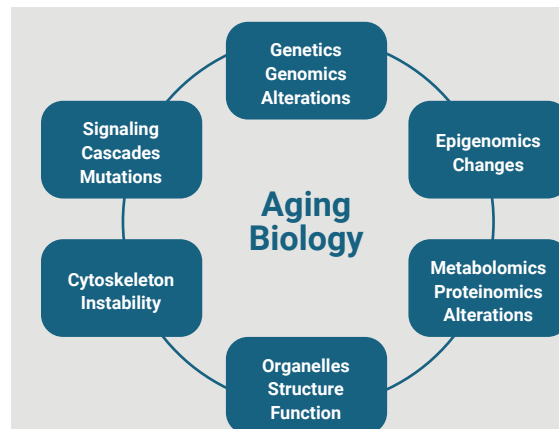 Genetics
Genomics
Alterations
Signaling
Cascades
Mutations
Epigenomics
Changes
Aging
Biology
Cytoskeleton
Instability
Metabolomics
Proteinomics
Alterations
Organelles
Structure
Function